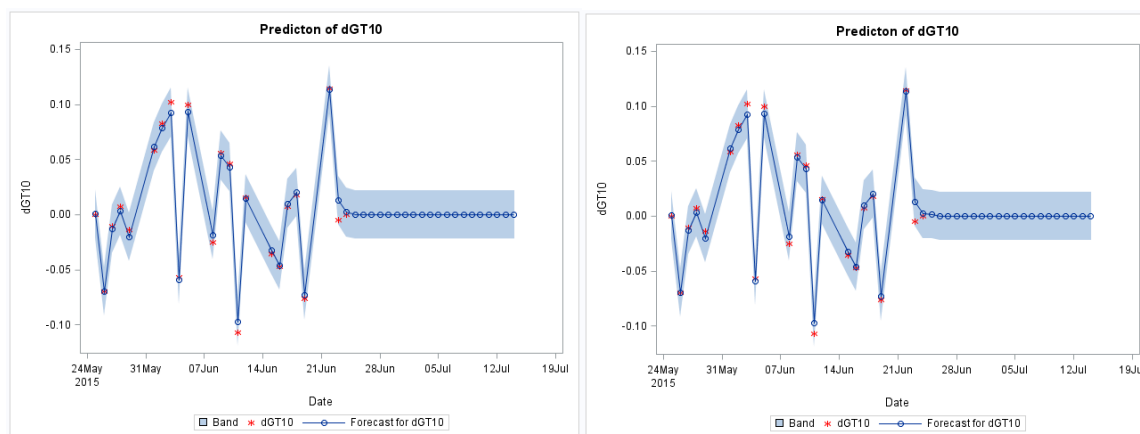 Predicton of dGT10
0.15
0.10
0.05
0.00
-0.05
-0.10
dGT10
24May 31May 07Jun 14Jun 21Jun 28Jun 05Jul 12Jul 19Jul
2015
Date
Band dGT10 Forecast for dGT10
Predicton of dGT10
0.15
0.10
0.05
0.00
-0.05
-0.10
dGT10
24May 31May 07Jun 14Jun 21Jun 28Jun 05Jul 12Jul 19Jul
2015
Date
Band dGT10 Forecast for dGT10